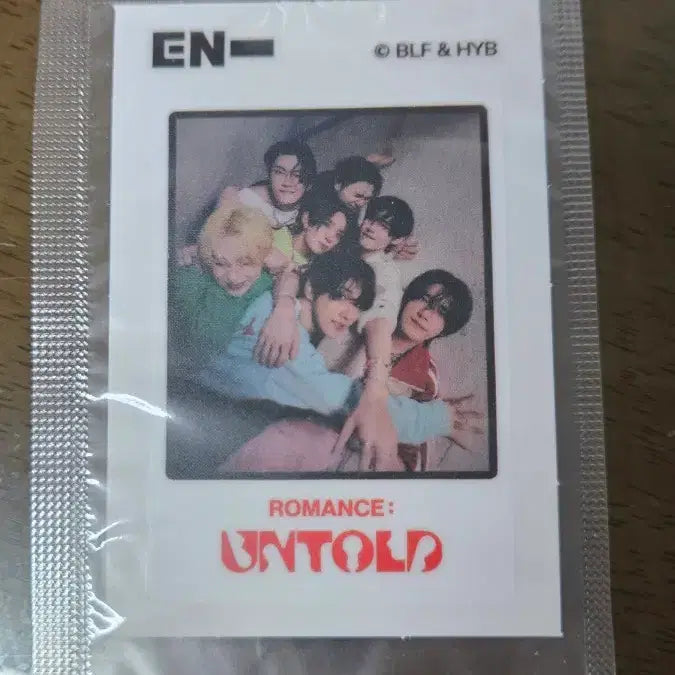 EN-
© BLF & HYB
ROMANCE:
UNTOLD